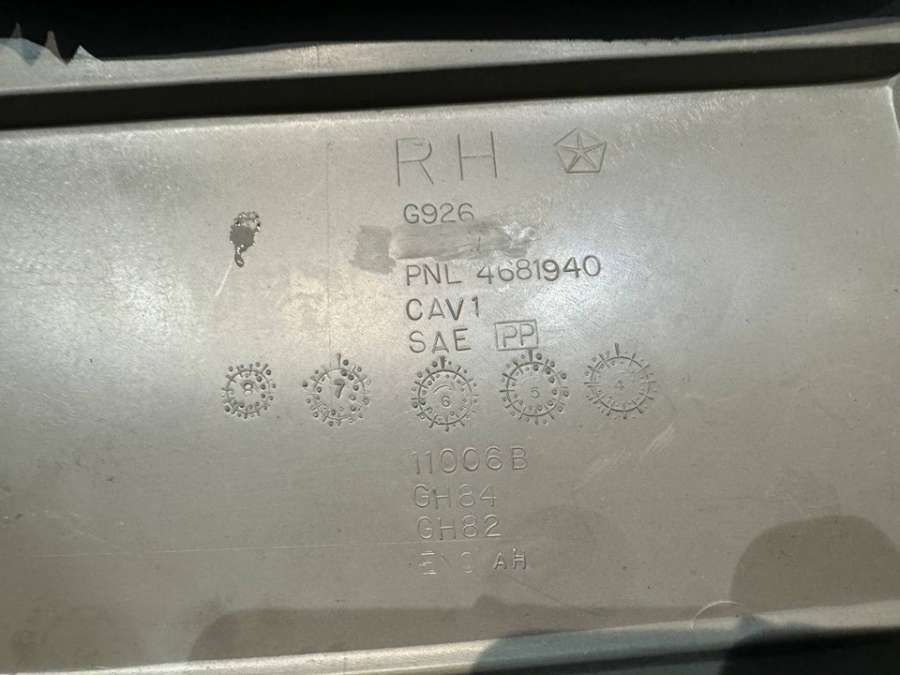 RH
G926
PNL 4681940
CAV1
SAE PP
8 7 6 5 4
11006B
GH84
GH82
AH